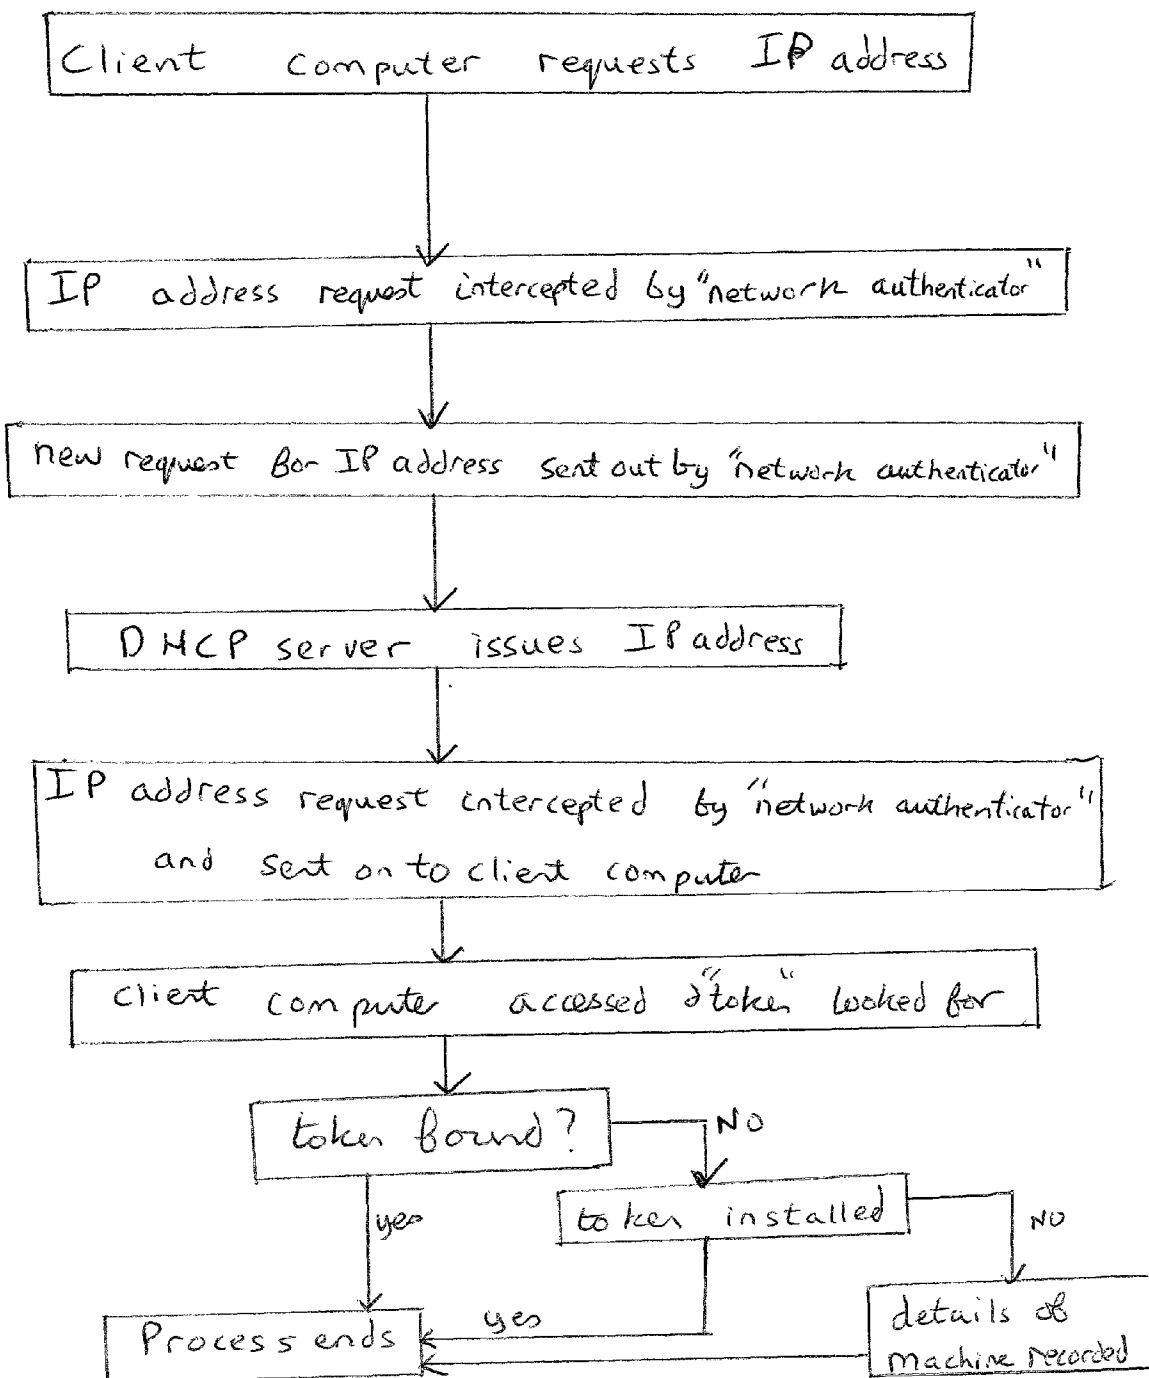 Client computer requests IP address
IP address request intercepted by "network authenticator"
new request for IP address sent out by "network authenticator"
DHCP server issues IP address
IP address request intercepted by "network authenticator"
and sent on to client computer
client computer accessed & "token" looked for
token found?
NO
token installed
yes
NO
Process ends
yes
details of
machine recorded